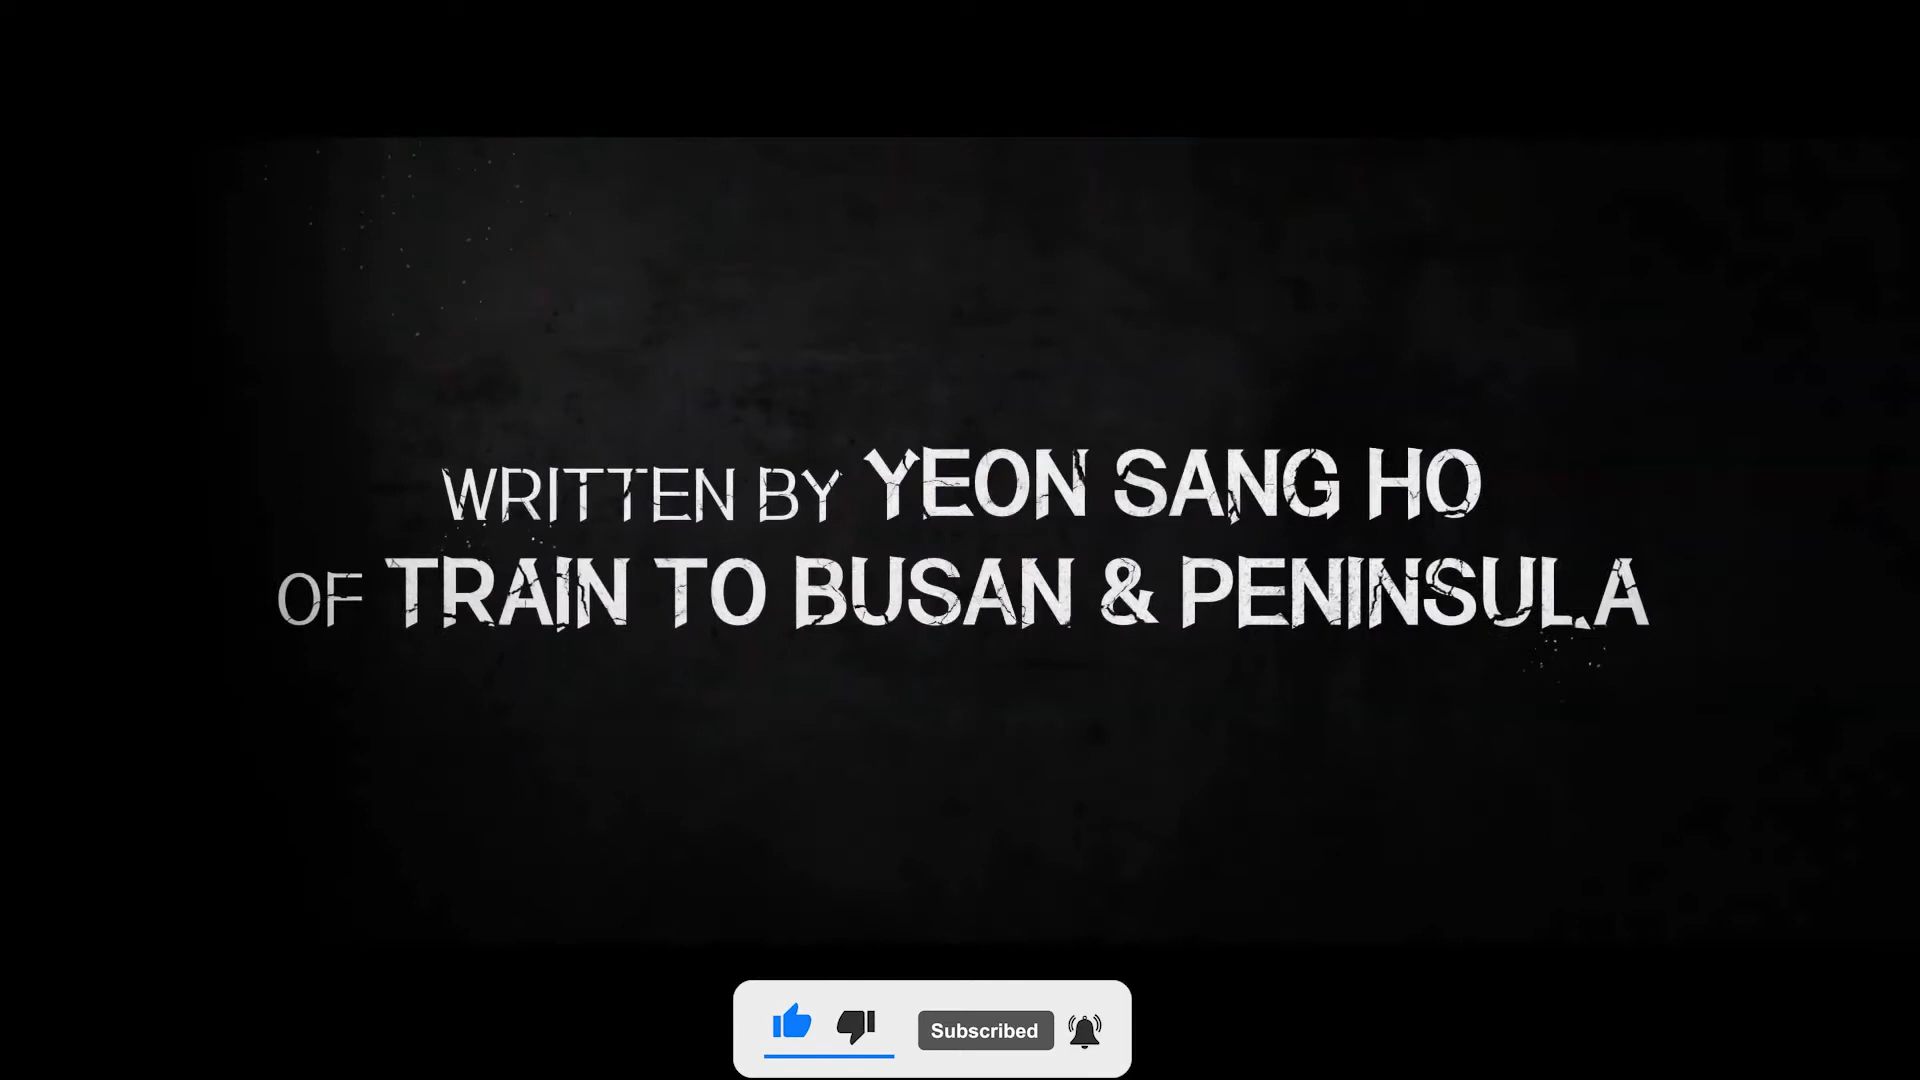 WRITTEN BY YEON SANG HO
OF TRAIN TO BUSAN & PENINSULA
Subscribed